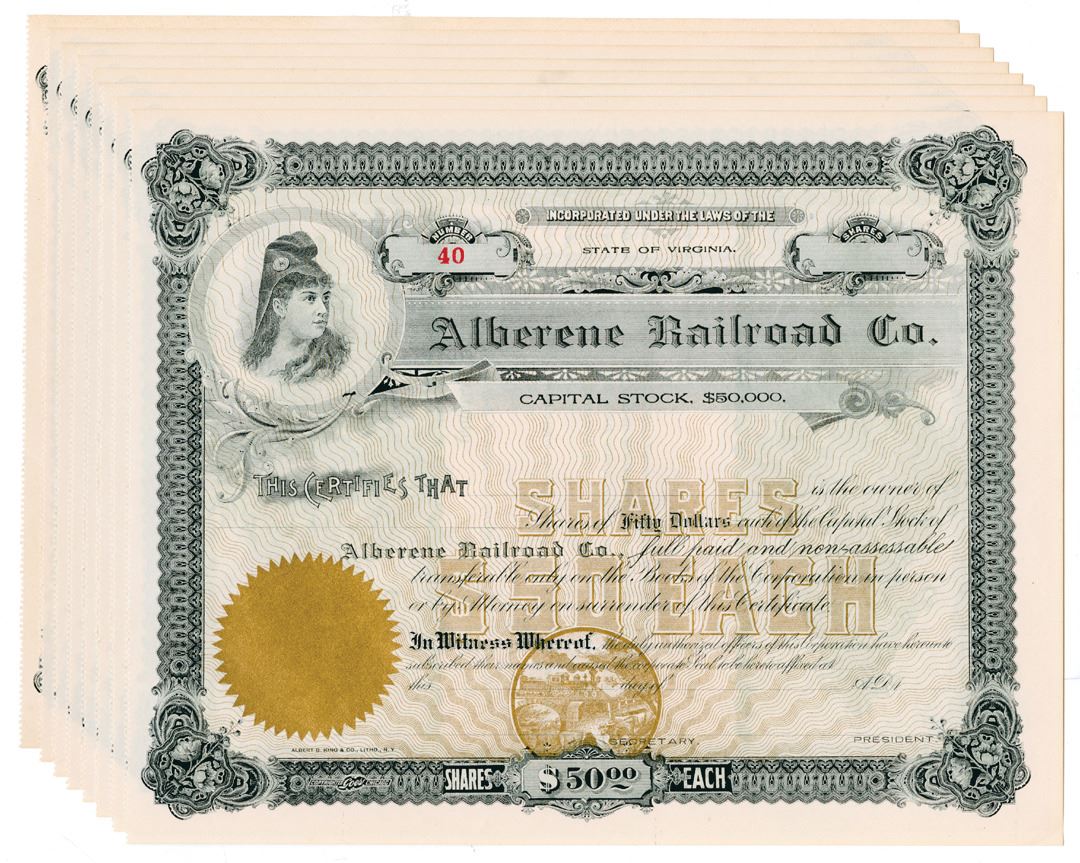 INCORPORATED UNDER THE LAWS OF THE
NUMBER
SHARES
40
STATE OF VIRGINIA.
Alberene Railroad Co.
CAPITAL STOCK, $50,000.
THIS CERTIFIES THAT
is the owner of
SHARES
Shares of Fifty Dollars each of the Capital Stock of
Alberene Railroad Co., full paid and non-assessable
$50 EACH
transferable only on the Books of the Corporation in person
or by Attorney on surrender of this Certificate.
In Witness Whereof, the duly authorized officers of this Corporation have hereunto
subscribed their names and caused the corporate Seal to be hereto affixed at
this day of A.D. 1
SECRETARY.
PRESIDENT.
ALBERT B. KING & CO., LITHO., N.Y.
Goes
SHARES $50.00 EACH